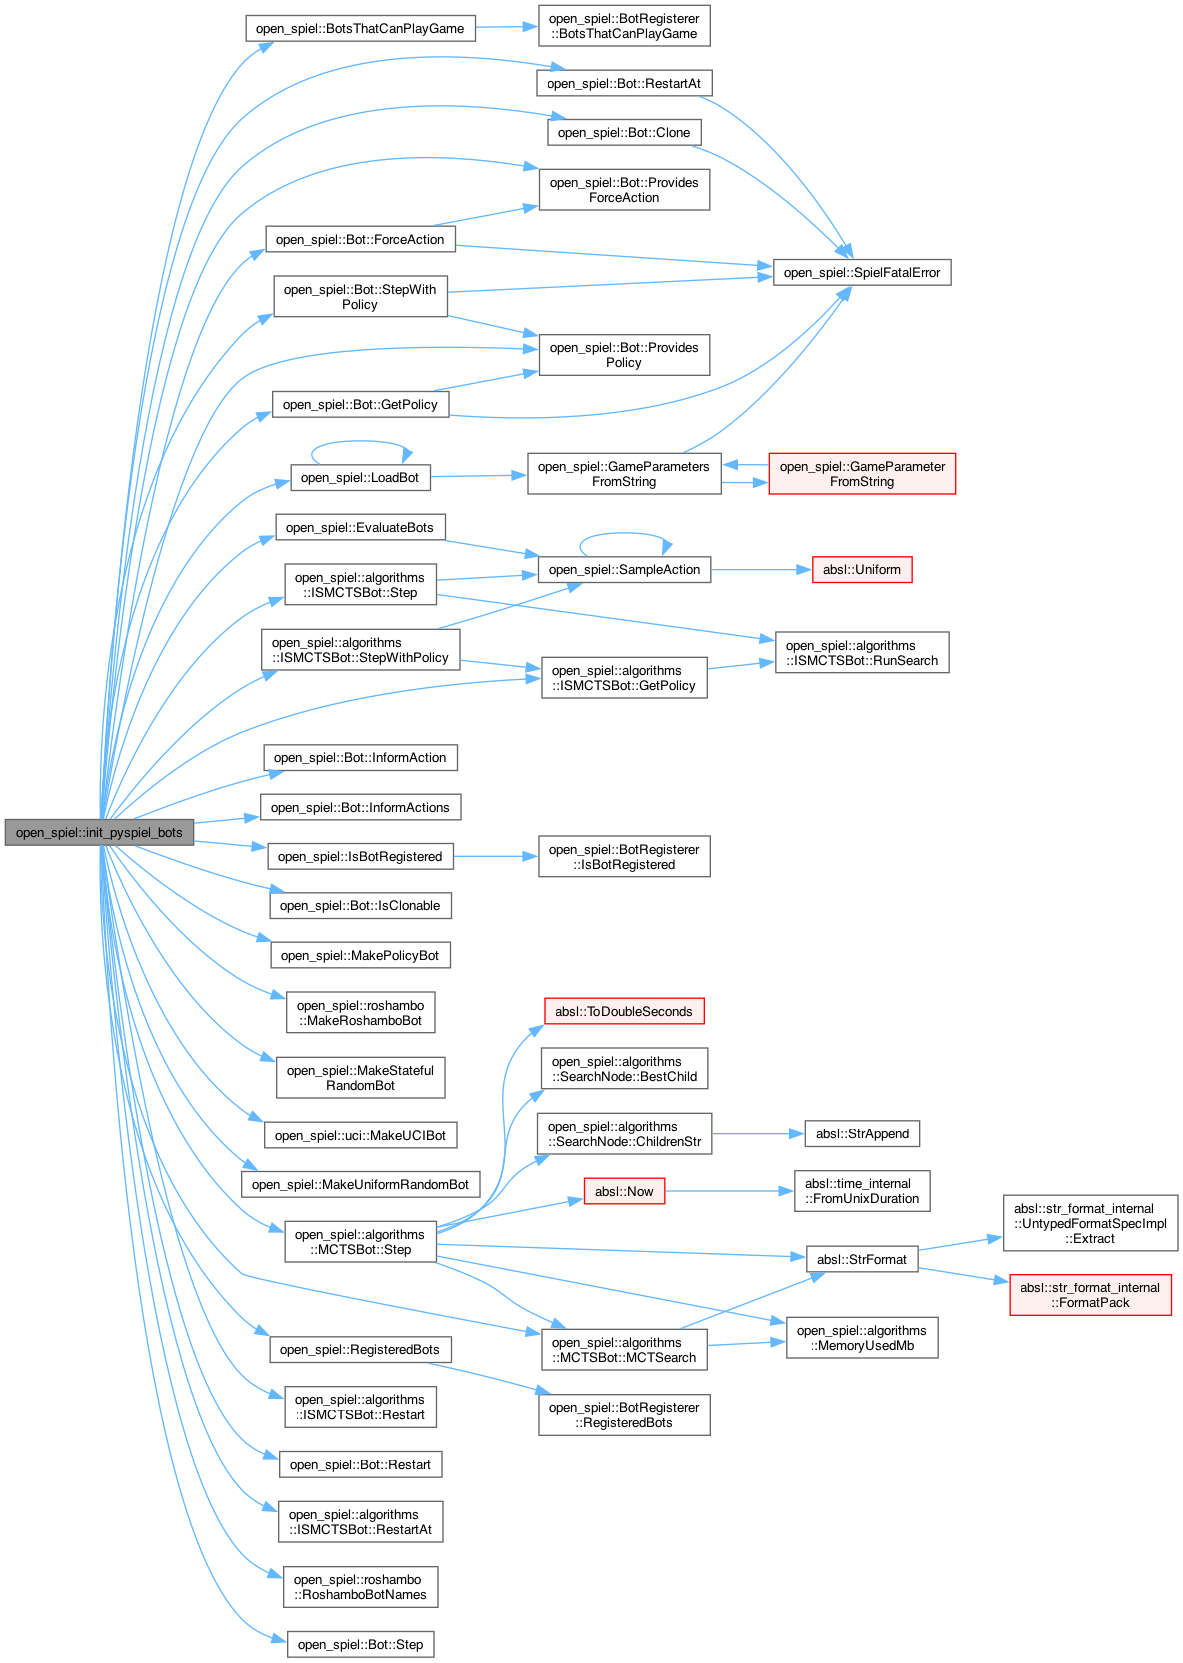 open_spiel::BotsThatCanPlayGame
open_spiel::BotRegisterer
::BotsThatCanPlayGame
open_spiel::Bot::RestartAt
open_spiel::Bot::Clone
open_spiel::Bot::Provides
ForceAction
open_spiel::Bot::ForceAction
open_spiel::SpielFatalError
open_spiel::Bot::StepWith
Policy
open_spiel::Bot::Provides
Policy
open_spiel::Bot::GetPolicy
open_spiel::LoadBot
open_spiel::GameParameters
FromString
open_spiel::GameParameter
FromString
open_spiel::EvaluateBots
open_spiel::SampleAction
absl::Uniform
open_spiel::algorithms
::ISMCTSBot::Step
open_spiel::algorithms
::ISMCTSBot::StepWithPolicy
open_spiel::algorithms
::ISMCTSBot::RunSearch
open_spiel::algorithms
::ISMCTSBot::GetPolicy
open_spiel::Bot::InformAction
open_spiel::Bot::InformActions
open_spiel::init_pyspiel_bots
open_spiel::IsBotRegistered
open_spiel::BotRegisterer
::IsBotRegistered
open_spiel::Bot::IsClonable
open_spiel::MakePolicyBot
open_spiel::roshambo
::MakeRoshamboBot
absl::ToDoubleSeconds
open_spiel::MakeStateful
RandomBot
open_spiel::algorithms
::SearchNode::BestChild
open_spiel::uci::MakeUCIBot
open_spiel::algorithms
::SearchNode::ChildrenStr
absl::StrAppend
open_spiel::MakeUniformRandomBot
absl::Now
absl::time_internal
::FromUnixDuration
open_spiel::algorithms
::MCTSBot::Step
absl::StrFormat
absl::str_format_internal
::UntypedFormatSpecImpl
::Extract
absl::str_format_internal
::FormatPack
open_spiel::RegisteredBots
open_spiel::algorithms
::MCTSBot::MCTSearch
open_spiel::algorithms
::MemoryUsedMb
open_spiel::algorithms
::ISMCTSBot::Restart
open_spiel::BotRegisterer
::RegisteredBots
open_spiel::Bot::Restart
open_spiel::algorithms
::ISMCTSBot::RestartAt
open_spiel::roshambo
::RoshamboBotNames
open_spiel::Bot::Step